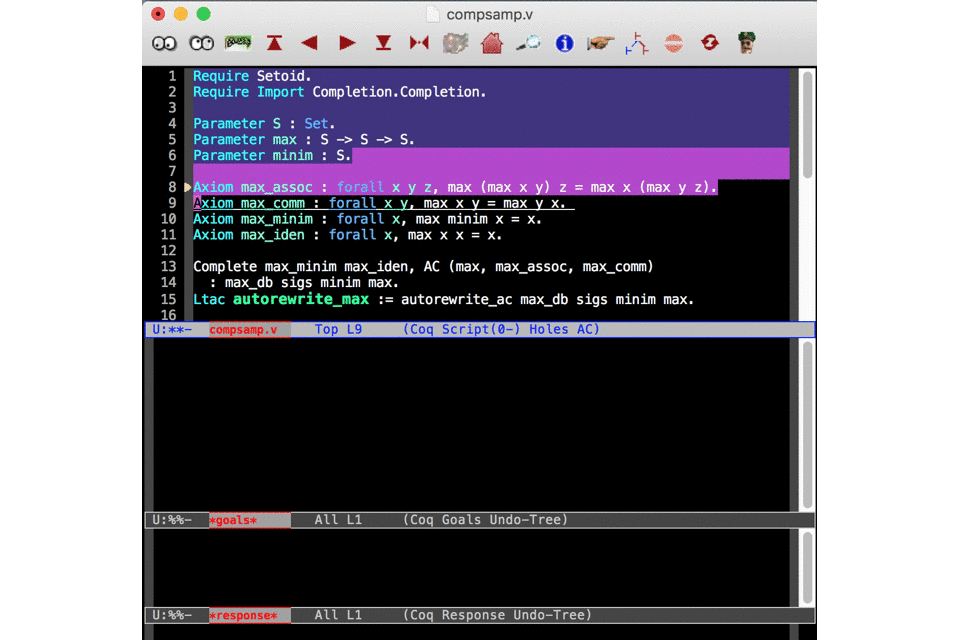 compsamp.v
1 Require Setoid.
2 Require Import Completion.Completion.
3
4 Parameter S : Set.
5 Parameter max : S -> S -> S.
6 Parameter minim : S.
7
8 Axiom max_assoc : forall x y z, max (max x y) z = max x (max y z).
9 Axiom max_comm : forall x y, max x y = max y x.
10 Axiom max_minim : forall x, max minim x = x.
11 Axiom max_iden : forall x, max x x = x.
12
13 Complete max_minim max_iden, AC (max, max_assoc, max_comm)
14 : max_db sigs minim max.
15 Ltac autorewrite_max := autorewrite_ac max_db sigs minim max.
16
U:**- compsamp.v Top L9 (Coq Script(0-) Holes AC)
U:%%- *goals* All L1 (Coq Goals Undo-Tree)
U:%%- *response* All L1 (Coq Response Undo-Tree)